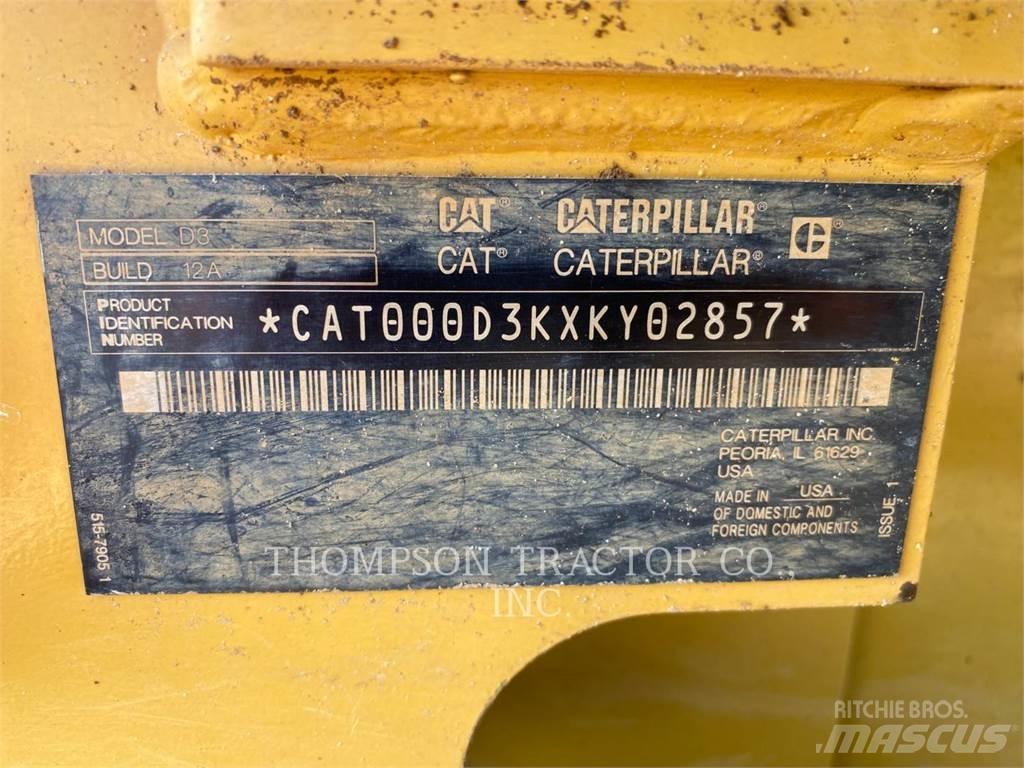 MODEL D3
BUILD 12A
CAT® CATERPILLAR®
CAT® CATERPILLAR® C®
PRODUCT
IDENTIFICATION
NUMBER
*CAT000D3KXKY02857*
CATERPILLAR INC.
PEORIA, IL 61629
USA
MADE IN USA
OF DOMESTIC AND
FOREIGN COMPONENTS
ISSUE: 1
515-7905 1
THOMPSON TRACTOR CO.,
INC.
RITCHIE BROS.
MASCUS